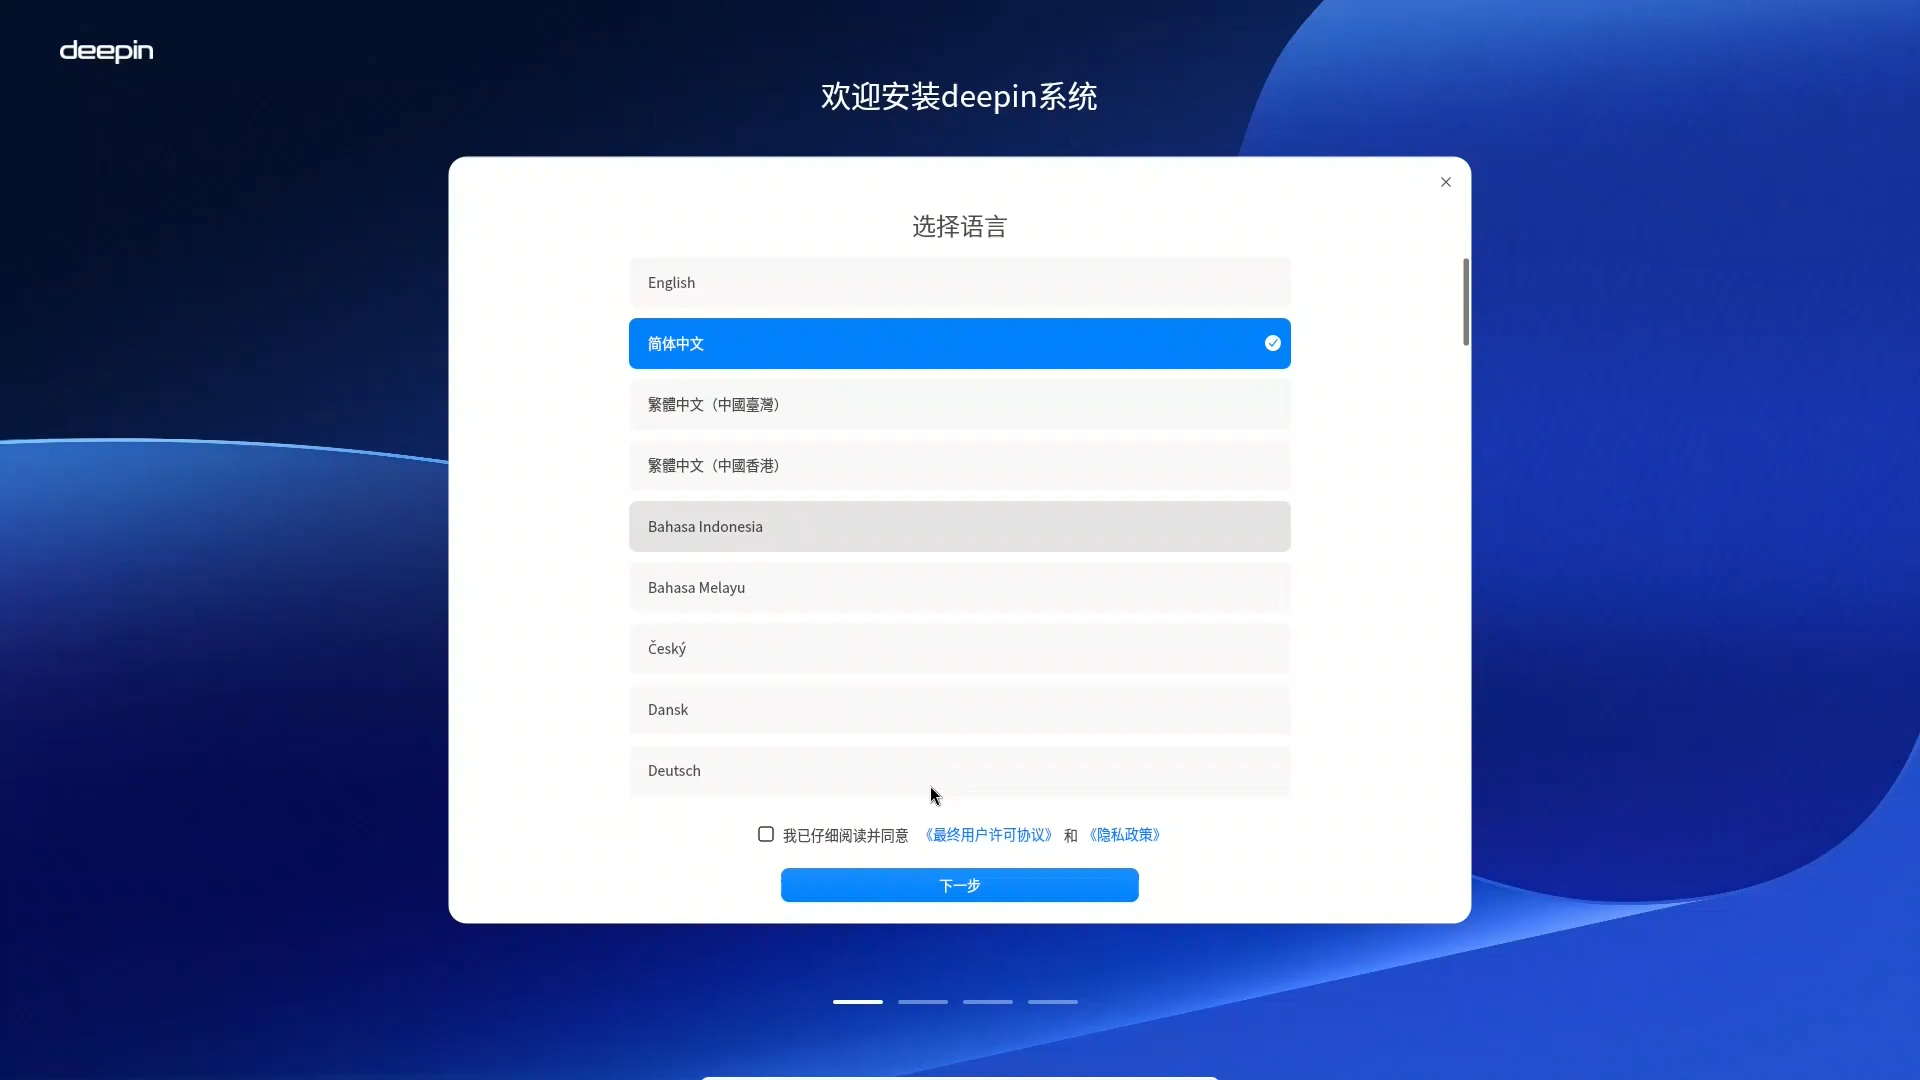 deepin
欢迎安装deepin系统
选择语言
English
简体中文
繁體中文（中國臺灣）
繁體中文（中國香港）
Bahasa Indonesia
Bahasa Melayu
Český
Dansk
Deutsch
我已仔细阅读并同意 《最终用户许可协议》 和 《隐私政策》
下一步